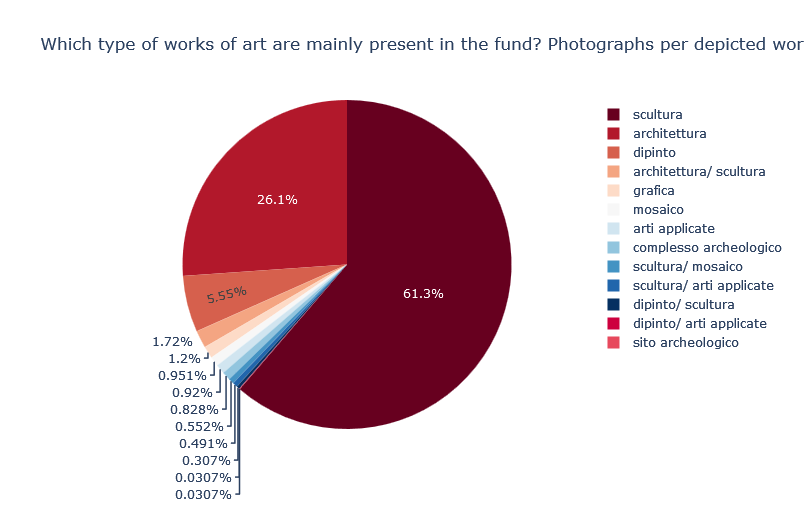 Which type of works of art are mainly present in the fund? Photographs per depicted wor
scultura
architettura
dipinto
architettura/ scultura
grafica
mosaico
arti applicate
complesso archeologico
scultura/ mosaico
scultura/ arti applicate
dipinto/ scultura
dipinto/ arti applicate
sito archeologico
26.1%
61.3%
5.55%
1.72%
1.2%
0.951%
0.92%
0.828%
0.552%
0.491%
0.307%
0.0307%
0.0307%